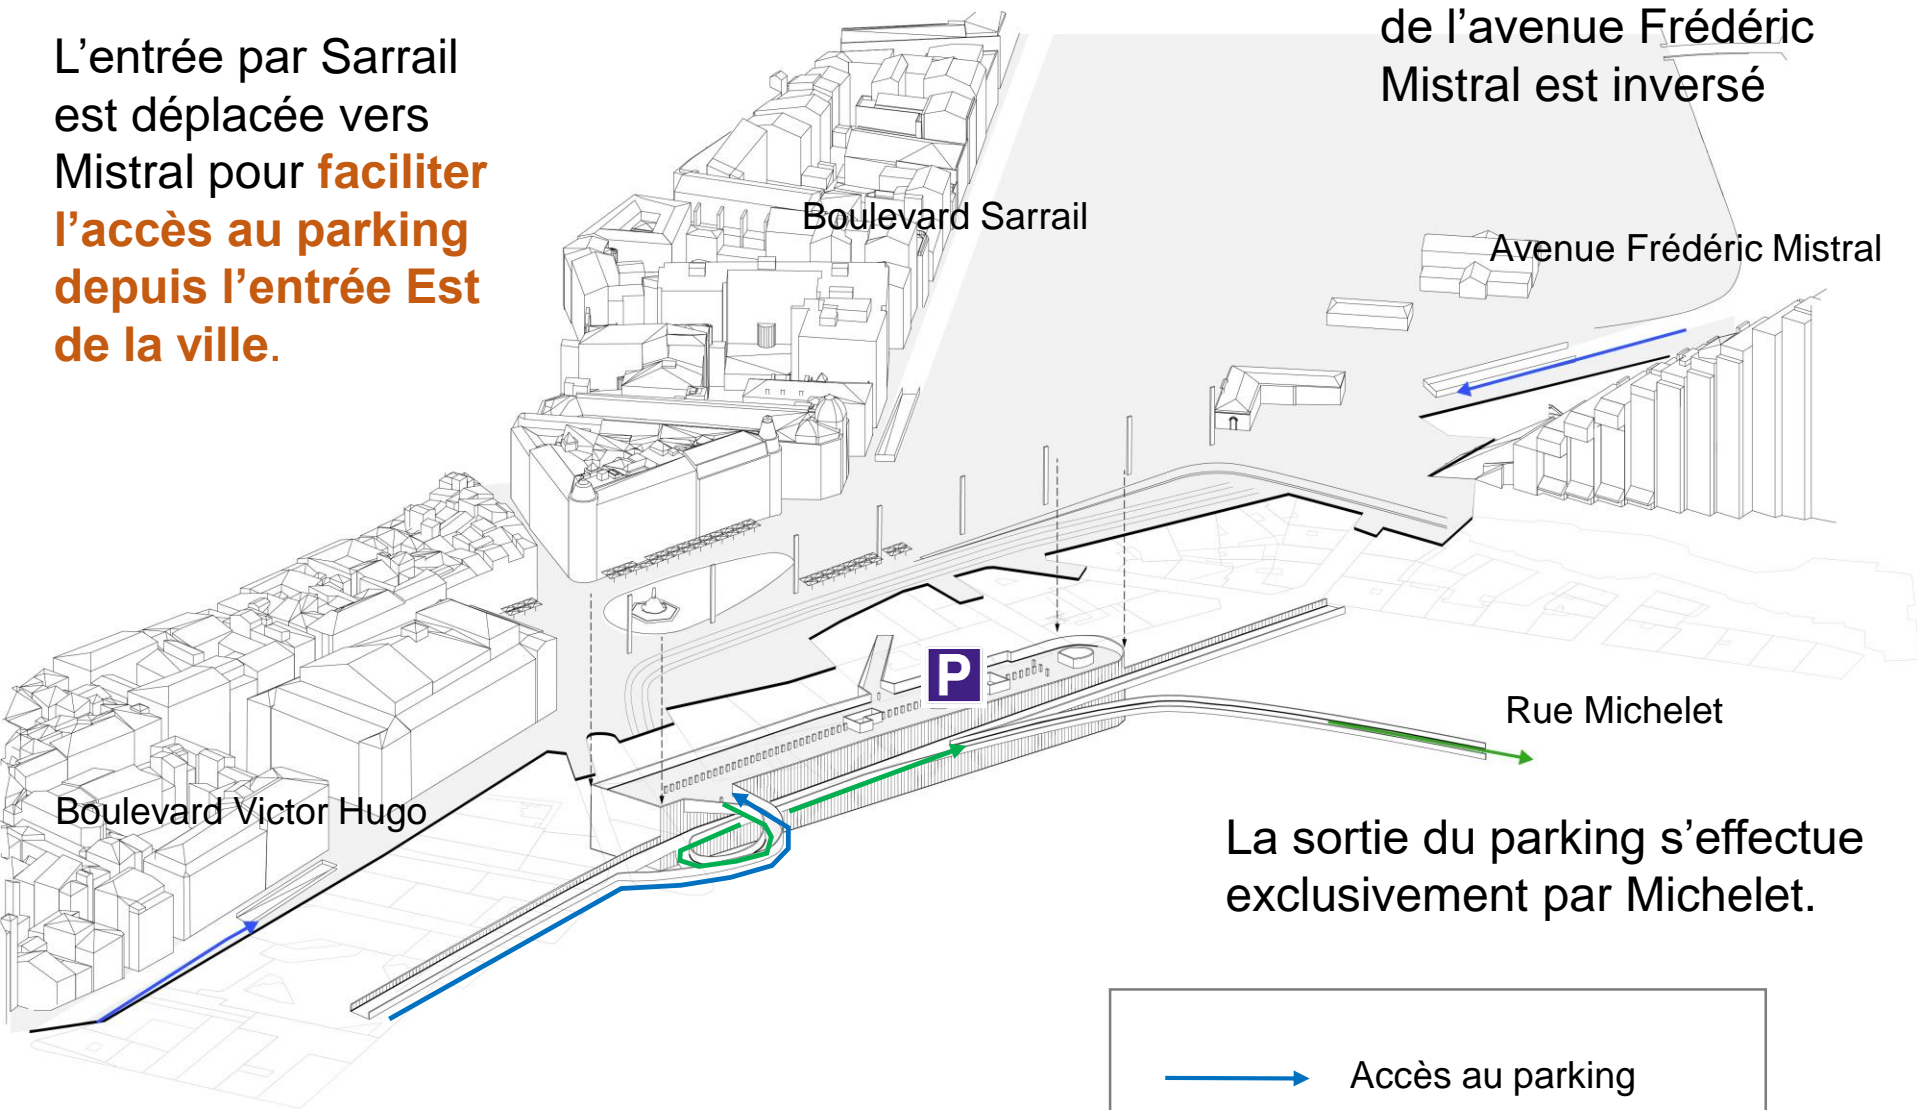 L’entrée par Sarrail
est déplacée vers
Mistral pour faciliter
l’accès au parking
depuis l’entrée Est
de la ville.
de l’avenue Frédéric
Mistral est inversé
Boulevard Sarrail
Avenue Frédéric Mistral
P
Rue Michelet
Boulevard Victor Hugo
La sortie du parking s’effectue
exclusivement par Michelet.
Accès au parking